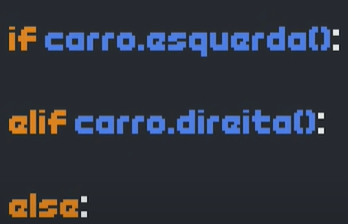 if carro.esquerda():
elif carro.direita():
else: